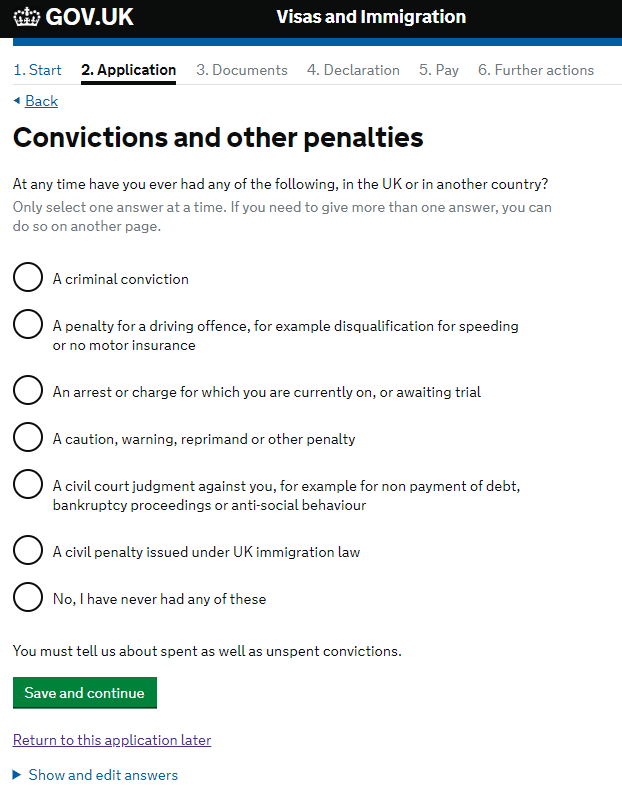 GOV.UK
Visas and Immigration
1. Start 2. Application 3. Documents 4. Declaration 5. Pay 6. Further actions
Back
Convictions and other penalties
At any time have you ever had any of the following, in the UK or in another country?
Only select one answer at a time. If you need to give more than one answer, you can
do so on another page.
A criminal conviction
A penalty for a driving offence, for example disqualification for speeding
or no motor insurance
An arrest or charge for which you are currently on, or awaiting trial
A caution, warning, reprimand or other penalty
A civil court judgment against you, for example for non payment of debt,
bankruptcy proceedings or anti-social behaviour
A civil penalty issued under UK immigration law
No, I have never had any of these
You must tell us about spent as well as unspent convictions.
Save and continue
Return to this application later
Show and edit answers